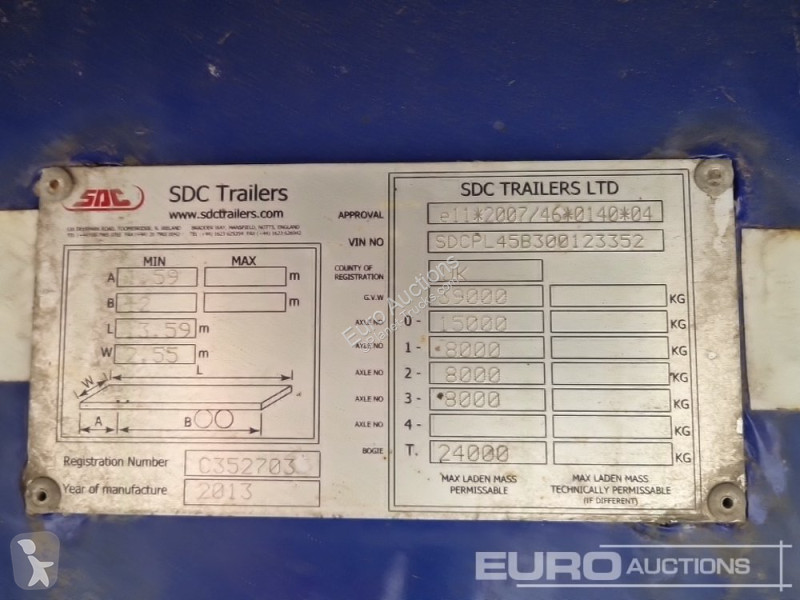 SDC
SDC Trailers
www.sdctrailers.com
SDC TRAILERS LTD
APPROVAL e11*2007/46*0140*04
VIN NO SDCPL45B300123352
COUNTY OF REGISTRATION UK
G.V.W 39000 KG
AXLE NO 0- 15000 KG
AXLE NO 1- 8000 KG
AXLE NO 2- 8000 KG
AXLE NO 3- 8000 KG
AXLE NO 4- KG
BOGIE T. 24000 KG
MAX LADEN MASS PERMISSABLE
MAX LADEN MASS TECHNICALLY PERMISSABLE
(IF DIFFERENT)
MIN MAX
A 1.59 m
B 12 m
L 13.59 m
W 2.55 m
W L
A B
Registration Number C352703
Year of manufacture 2013
Euro Auctions
EURO AUCTIONS